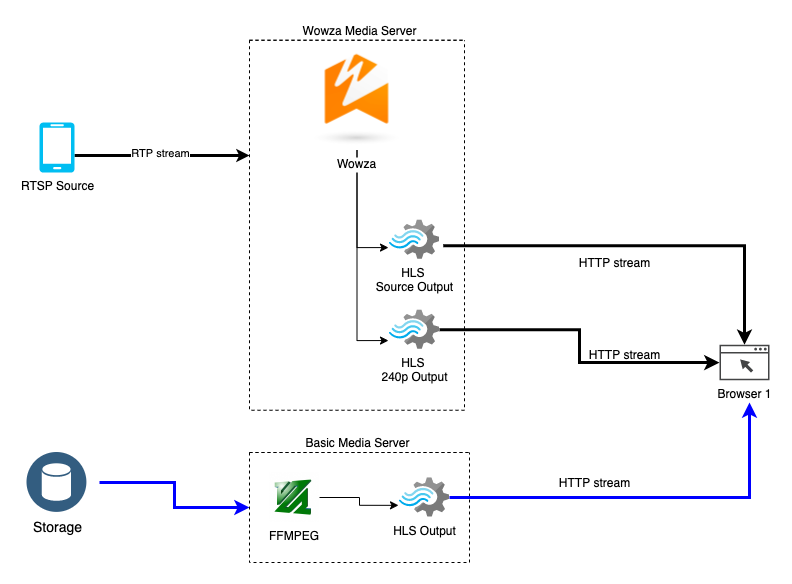 Wowza Media Server
RTP stream
RTSP Source
Wowza
HTTP stream
HLS
Source Output
HTTP stream
HLS
240p Output
Browser 1
Basic Media Server
HTTP stream
Storage
FFMPEG
HLS Output